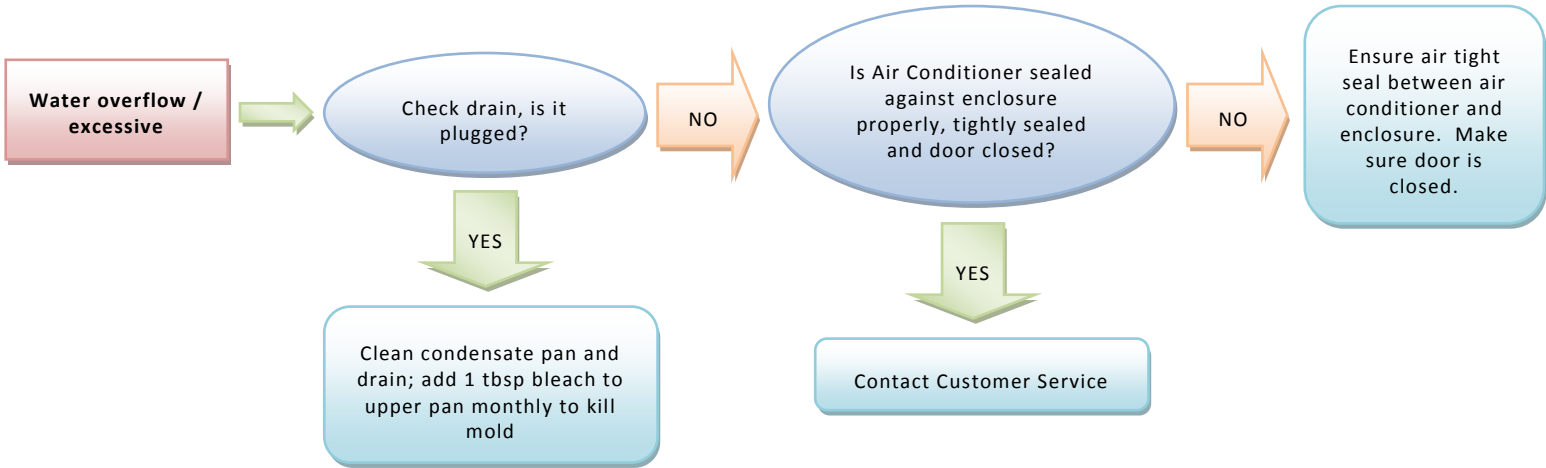 Water overflow /
excessive
Check drain, is it
plugged?
NO
Is Air Conditioner sealed
against enclosure
properly, tightly sealed
and door closed?
NO
Ensure air tight
seal between air
conditioner and
enclosure.  Make
sure door is
closed.
YES
YES
Clean condensate pan and
drain; add 1 tbsp bleach to
upper pan monthly to kill
mold
Contact Customer Service